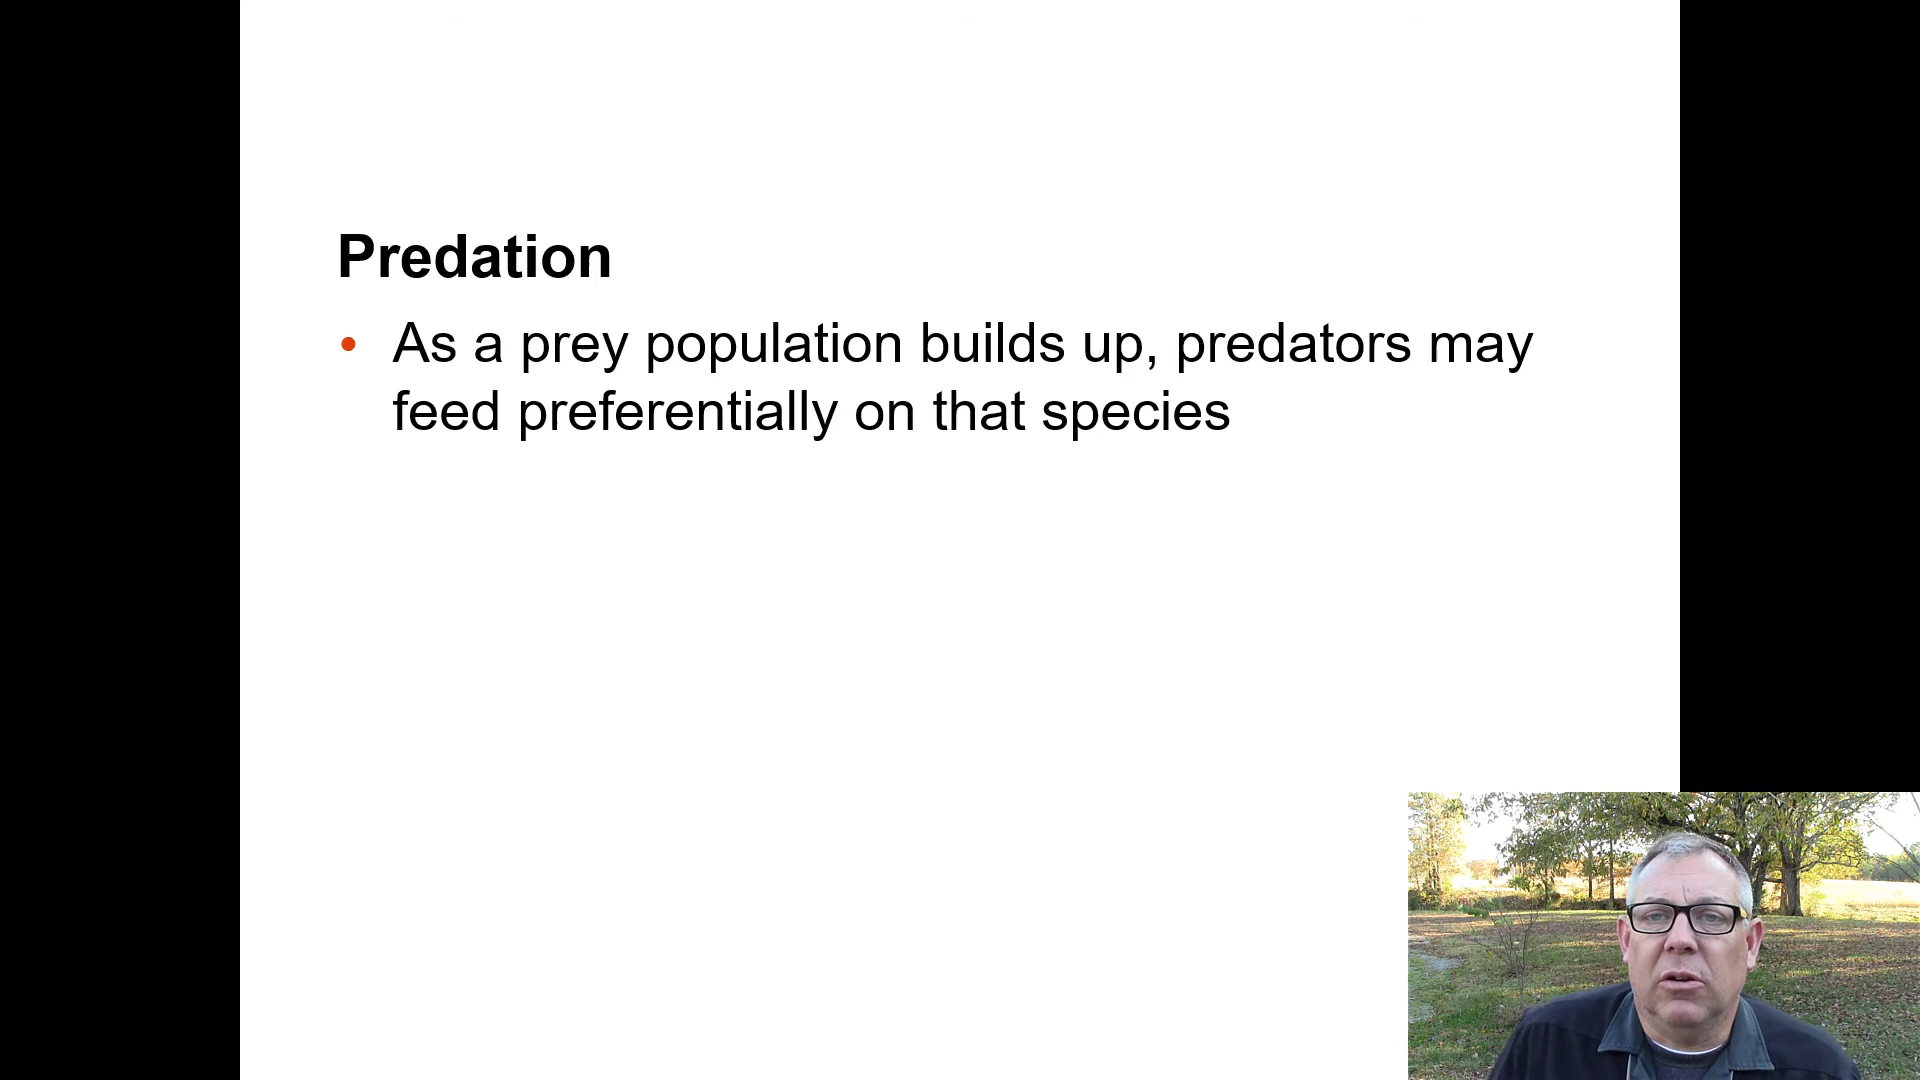 Predation
• As a prey population builds up, predators may
feed preferentially on that species